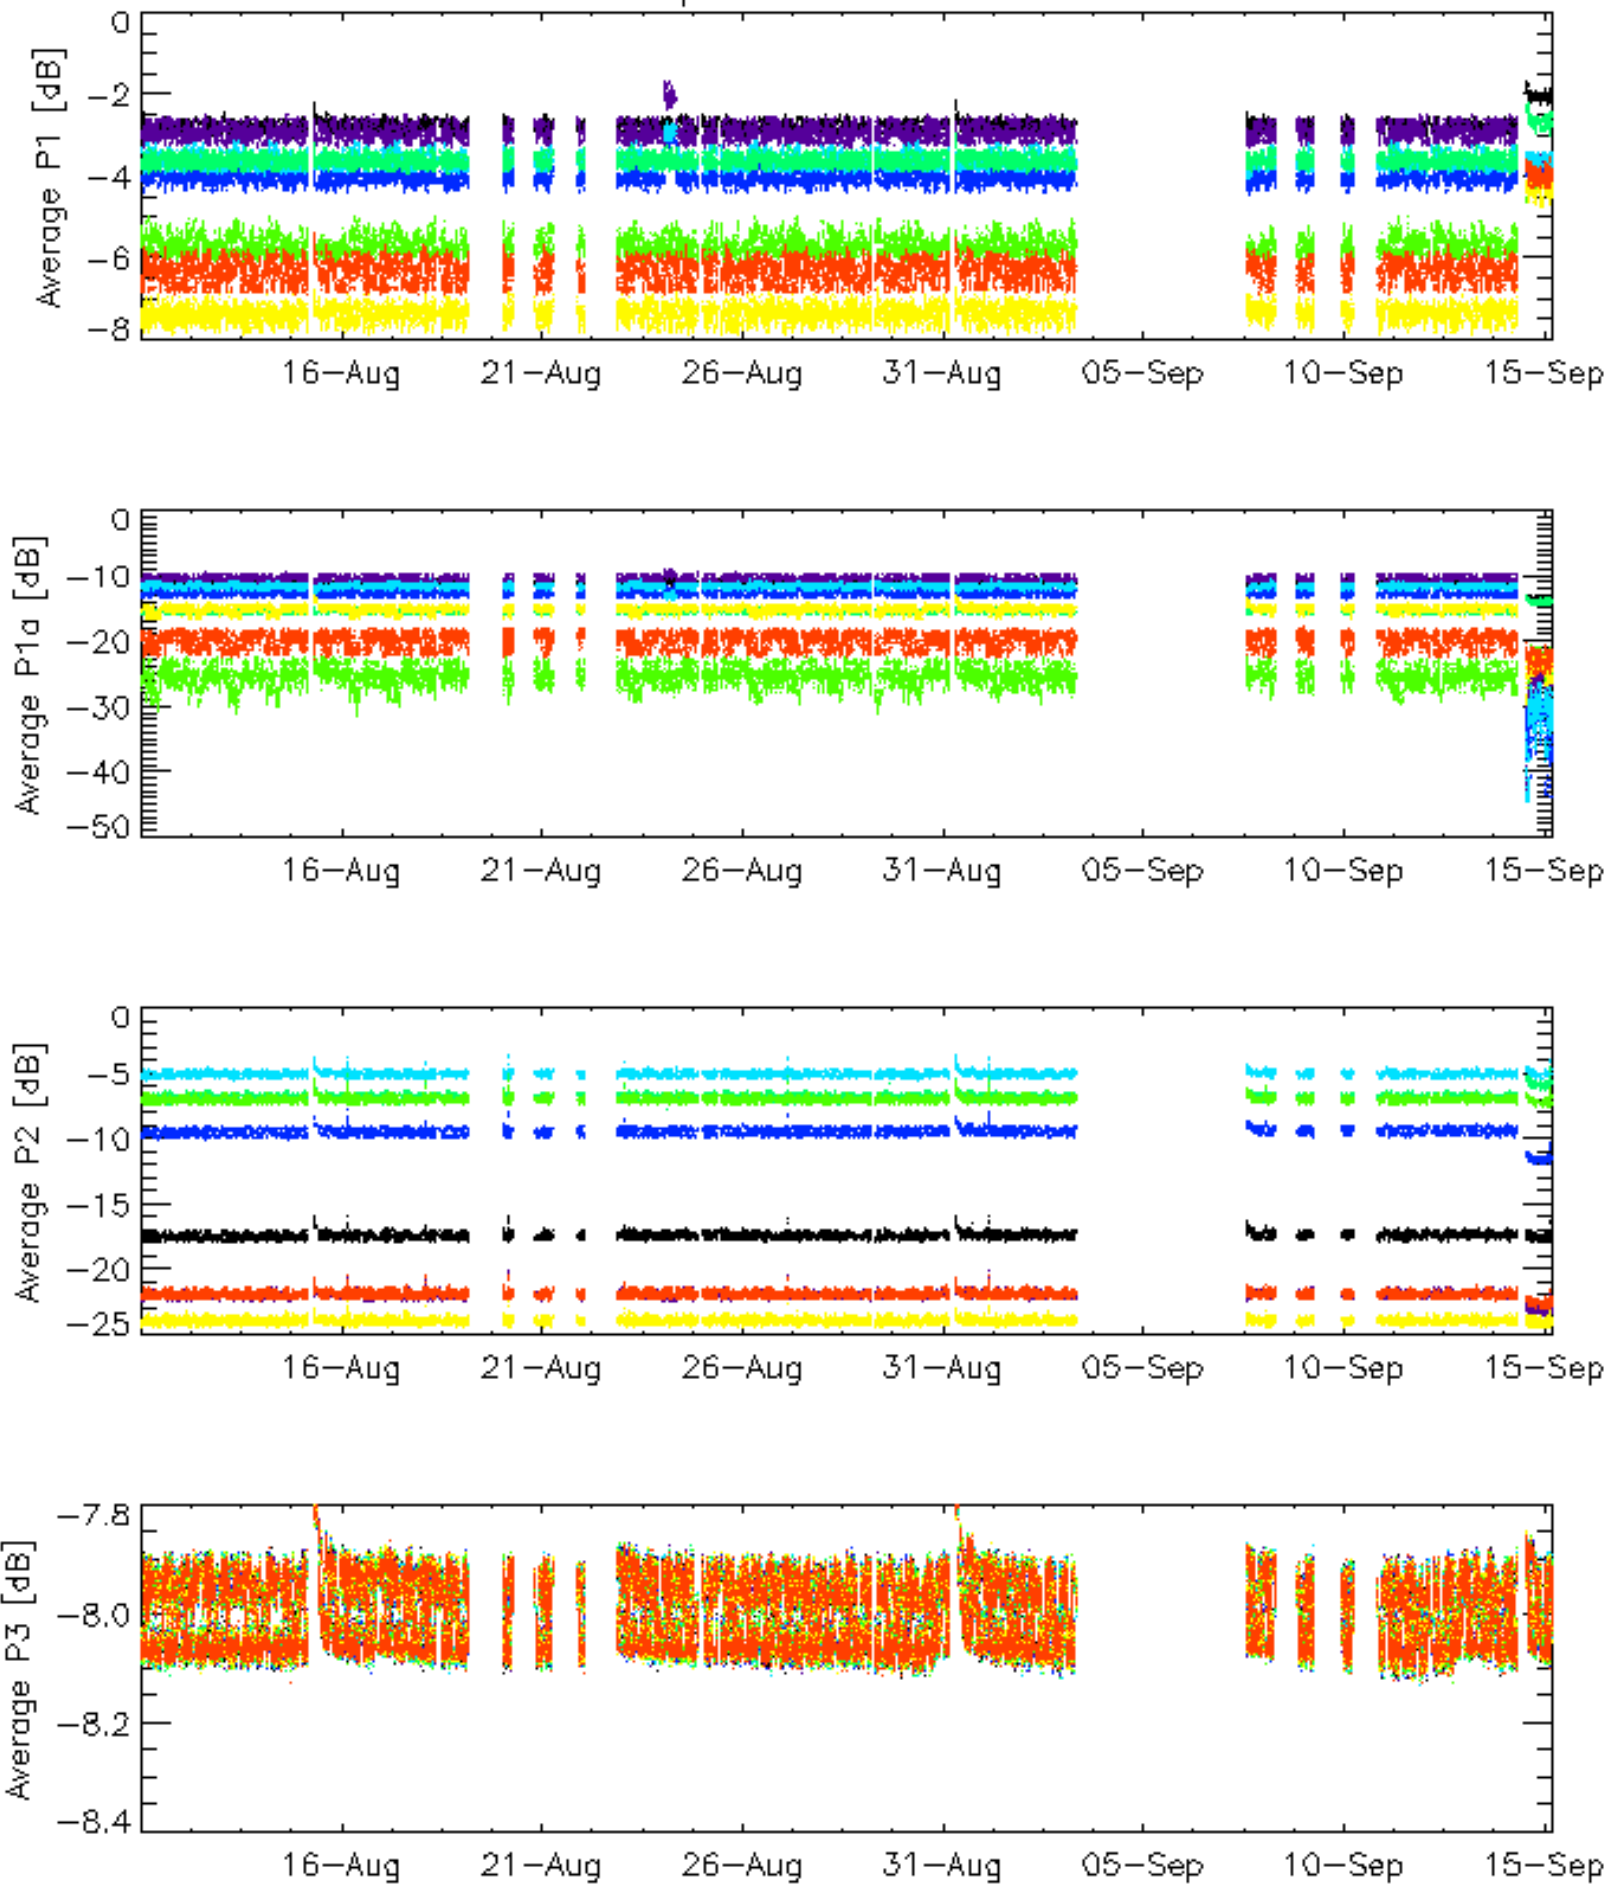 Average P1 [dB]
0
−2
−4
−6
−8
16−Aug 21−Aug 26−Aug 31−Aug 05−Sep 10−Sep 15−Sep
Average P1a [dB]
0
−10
−20
−30
−40
−50
16−Aug 21−Aug 26−Aug 31−Aug 05−Sep 10−Sep 15−Sep
Average P2 [dB]
0
−5
−10
−15
−20
−25
16−Aug 21−Aug 26−Aug 31−Aug 05−Sep 10−Sep 15−Sep
Average P3 [dB]
−7.8
−8.0
−8.2
−8.4
16−Aug 21−Aug 26−Aug 31−Aug 05−Sep 10−Sep 15−Sep